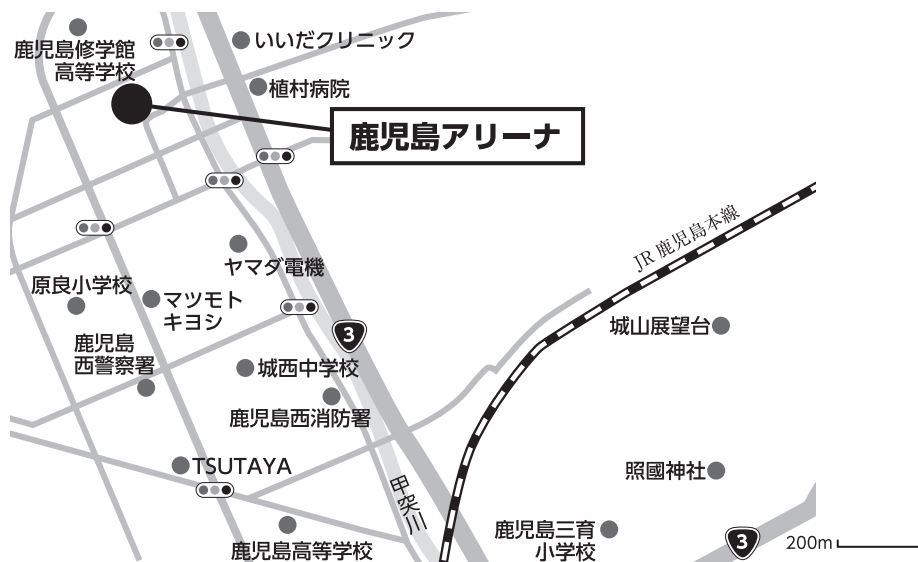 鹿児島修学館
高等学校
いいだクリニック
植村病院
鹿児島アリーナ
JR 鹿児島本線
ヤマダ電機
原良小学校
マツモト
キヨシ
3
城山展望台
鹿児島
西警察署
城西中学校
鹿児島西消防署
TSUTAYA
照國神社
甲突川
鹿児島高等学校
鹿児島三育
小学校
3
200m